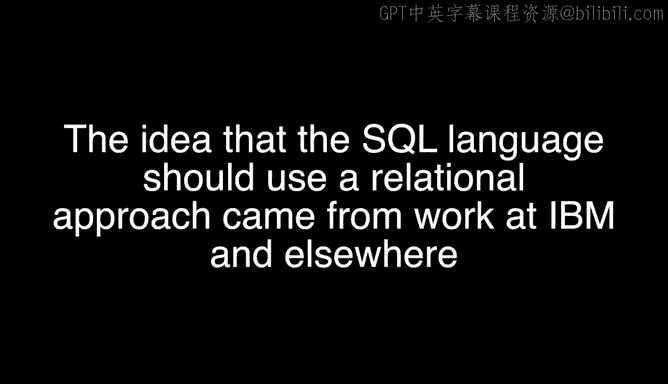 GPT中英字幕课程资源@bilibili.com
The idea that the SQL language
should use a relational
approach came from work at IBM
and elsewhere